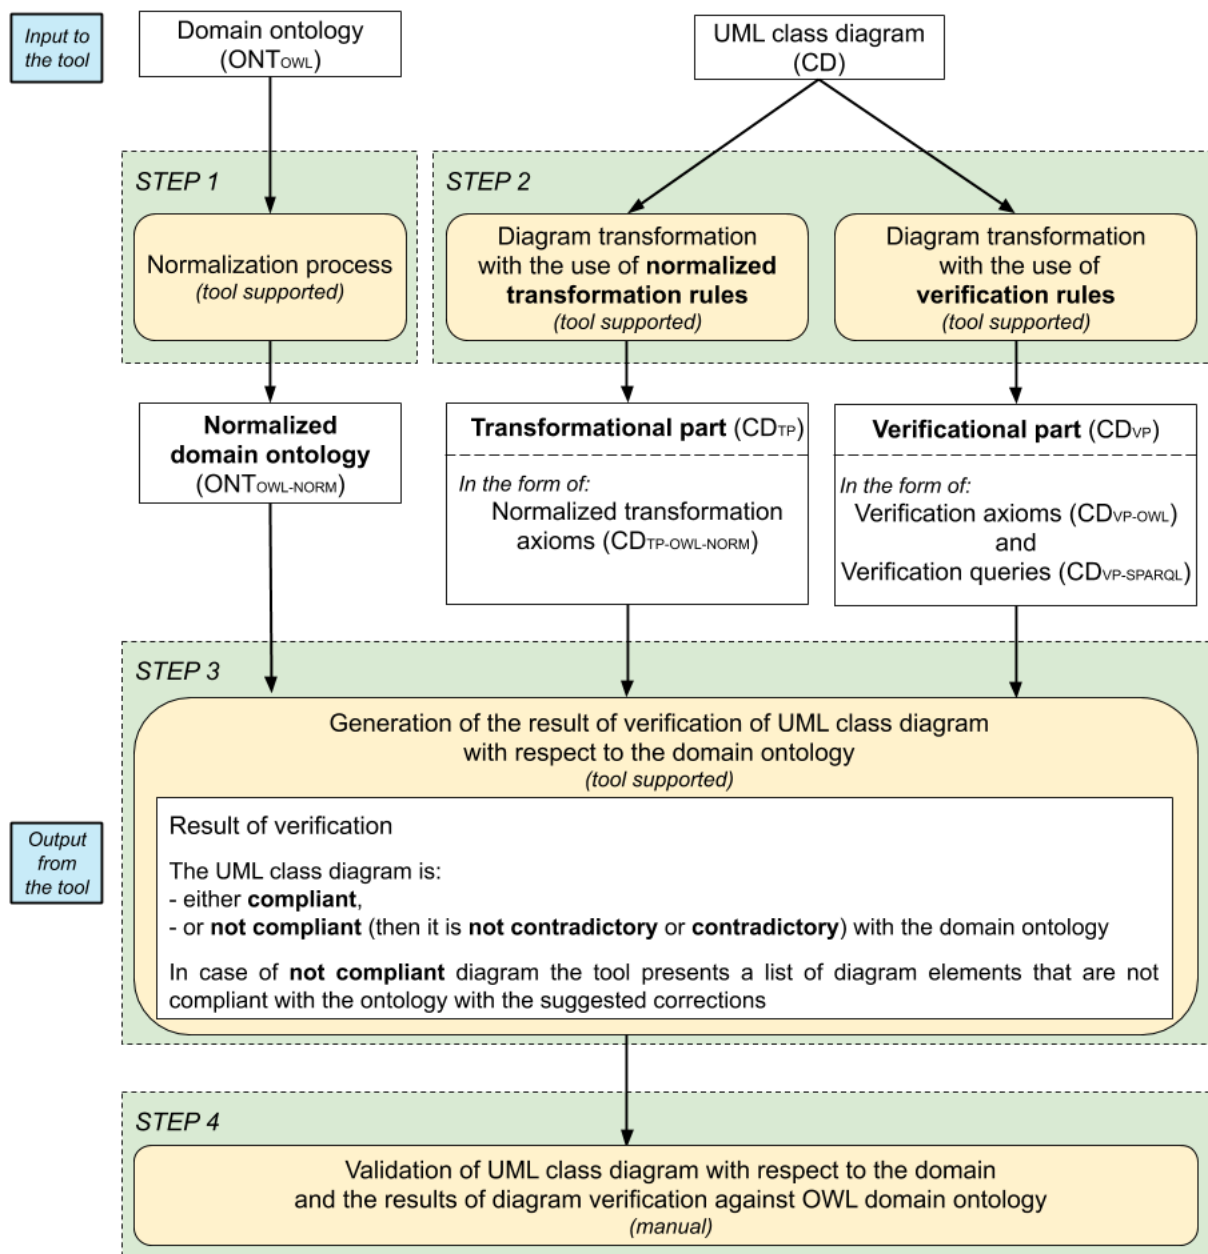 Input to
the tool
Domain ontology
(ONTOWL)
UML class diagram
(CD)
STEP 1
Normalization process
(tool supported)
STEP 2
Diagram transformation
with the use of normalized
transformation rules
(tool supported)
Diagram transformation
with the use of
verification rules
(tool supported)
Normalized
domain ontology
(ONTOWL-NORM)
Transformational part (CDTP)
In the form of:
Normalized transformation
axioms (CDTP-OWL-NORM)
Verificational part (CDVP)
In the form of:
Verification axioms (CDVP-OWL)
and
Verification queries (CDVP-SPARQL)
STEP 3
Generation of the result of verification of UML class diagram
with respect to the domain ontology
(tool supported)
Output
from
the tool
Result of verification
The UML class diagram is:
- either compliant,
- or not compliant (then it is not contradictory or contradictory) with the domain ontology
In case of not compliant diagram the tool presents a list of diagram elements that are not
compliant with the ontology with the suggested corrections
STEP 4
Validation of UML class diagram with respect to the domain
and the results of diagram verification against OWL domain ontology
(manual)